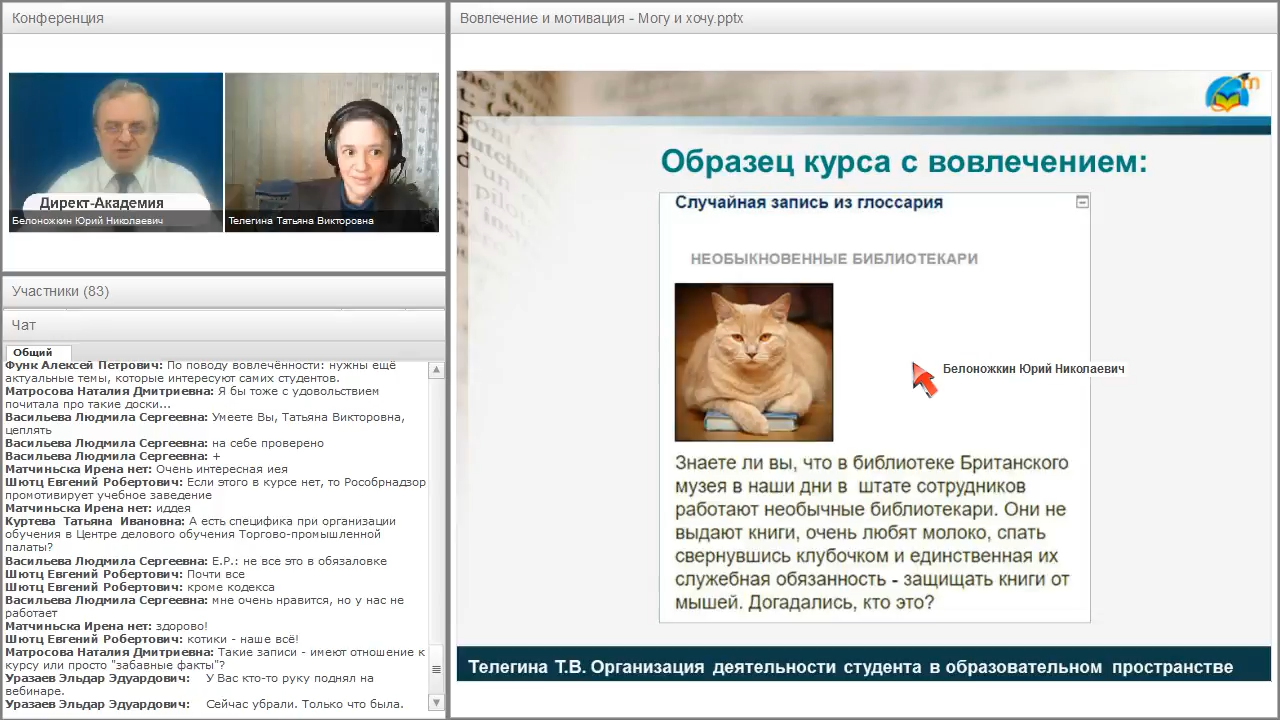 Конференция
Директ-Академия
Белоножкин Юрий Николаевич
Телегина Татьяна Викторовна
Участники (83)
Чат
Общий
Функ Алексей Петрович: По поводу вовлечённости: нужны ещё
актуальные темы, которые интересуют самих студентов.
Матросова Наталия Дмитриевна: Я бы тоже с удовольствием
почитала про такие доски...
Васильева Людмила Сергеевна: Умеете Вы, Татьяна Викторовна,
цеплять
Васильева Людмила Сергеевна: на себе проверено
Васильева Людмила Сергеевна: +
Матчиньска Ирена нет: Очень интересная иея
Шютц Евгений Робертович: Если этого в курсе нет, то Рособрнадзор
промотивирует учебное заведение
Матчиньска Ирена нет: иддея
Куртева Татьяна Ивановна: А есть специфика при организации
обучения в Центре делового обучения Торгово-промышленной
палаты?
Васильева Людмила Сергеевна: Е.Р.: не все это в обязаловке
Шютц Евгений Робертович: Почти все
Шютц Евгений Робертович: кроме кодекса
Васильева Людмила Сергеевна: мне очень нравится, но у нас не
работает
Матчиньска Ирена нет: здорово!
Шютц Евгений Робертович: котики - наше всё!
Матросова Наталия Дмитриевна: Такие записи - имеют отношение к
курсу или просто "забавные факты"?
Уразаев Эльдар Эдуардович: У Вас кто-то руку поднял на
вебинаре.
Уразаев Эльдар Эдуардович: Сейчас убрали. Только что была.
Вовлечение и мотивация - Могу и хочу.pptx
Образец курса с вовлечением:
Случайная запись из глоссария
НЕОБЫКНОВЕННЫЕ БИБЛИОТЕКАРИ
Белоножкин Юрий Николаевич
Знаете ли вы, что в библиотеке Британского
музея в наши дни в штате сотрудников
работают необычные библиотекари. Они не
выдают книги, очень любят молоко, спать
свернувшись клубочком и единственная их
служебная обязанность - защищать книги от
мышей. Догадались, кто это?
Телегина Т.В. Организация деятельности студента в образовательном пространстве